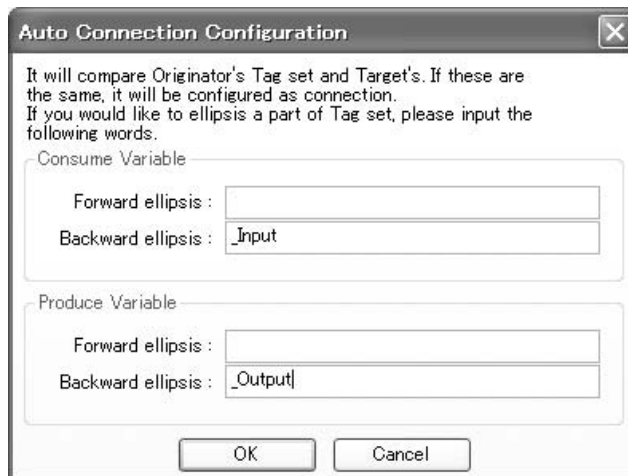 Auto Connection Configuration
It will compare Originator's Tag set and Target's. If these are
the same, it will be configured as connection.
If you would like to ellipsis a part of Tag set, please input the
following words.
Consume Variable
Forward ellipsis :
Backward ellipsis : _Input
Produce Variable
Forward ellipsis :
Backward ellipsis : _Output
OK Cancel